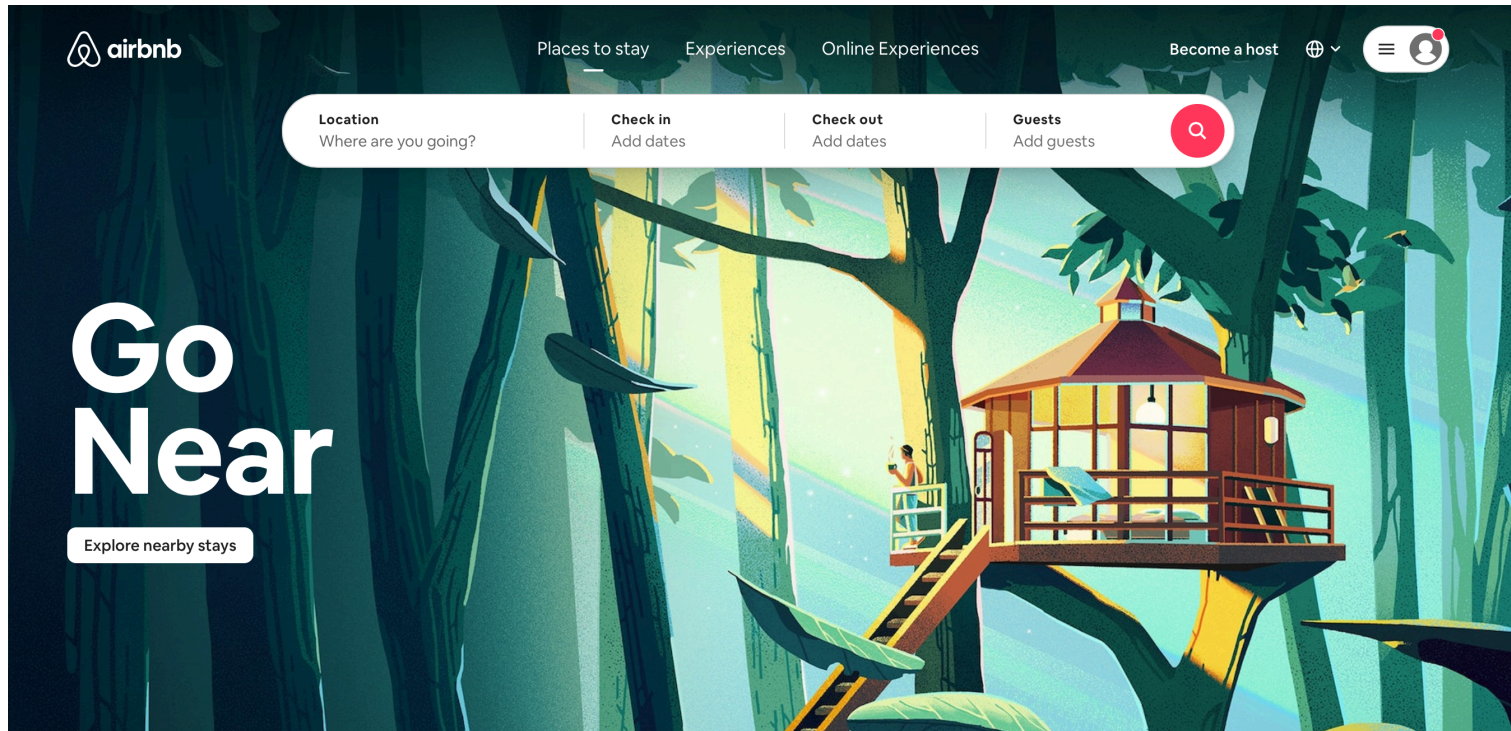 airbnb
Places to stay
Experiences
Online Experiences
Become a host
Location
Where are you going?
Check in
Add dates
Check out
Add dates
Guests
Add guests
Go
Near
Explore nearby stays